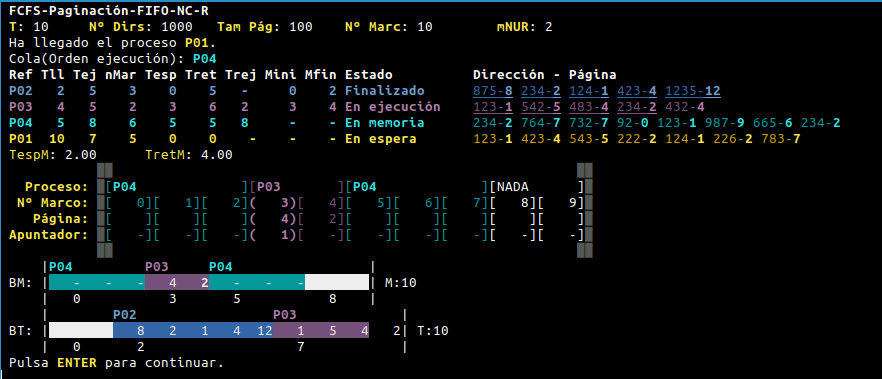 FCFS-Paginación-FIFO-NC-R
T: 10     Nº Dirs: 1000   Tam Pág: 100    Nº Marc: 10        mNUR: 2
Ha llegado el proceso P01.
Cola(Orden ejecución): P04
Ref Tll Tej nMar Tesp Tret Trej Mini Mfin Estado          Dirección - Página
P02   2   5    3    0    5   -     0    2 Finalizado      875-8 234-2 124-1 423-4 1235-12
P03   4   5    2    3    6   2    3    4 En ejecución    123-1 542-5 483-4 234-2 432-4
P04   5   8    6    5    5   8    -    - En memoria      234-2 764-7 732-7 92-0 123-1 987-9 665-6 234-2
P01  10   7    5    0    0    -    -    - En espera       123-1 423-4 543-5 222-2 124-1 226-2 783-7
TespM: 2.00      TretM: 4.00
Proceso: [P04                ][P03        ][P04              ][NADA       ]
Nº Marco: [   0][   1][   2](   3)[   4][   5][   6][   7][   8][   9]
Página: [    ][    ][    ](   4)[   2][    ][    ][    ][    ][    ]
Apuntador: [   -][   -][   -](   1)[   -][   -][   -][   -][   -][   -]
|P04         P03     P04                 |
BM: |   -   -   -   4   2   -   -   -         | M:10
|   0           3       5           8    |
|        P02                 P03                |
BT: |           8   2   1   4  12   1   5   4   2| T:10
|   0       2                   7            |
Pulsa ENTER para continuar.